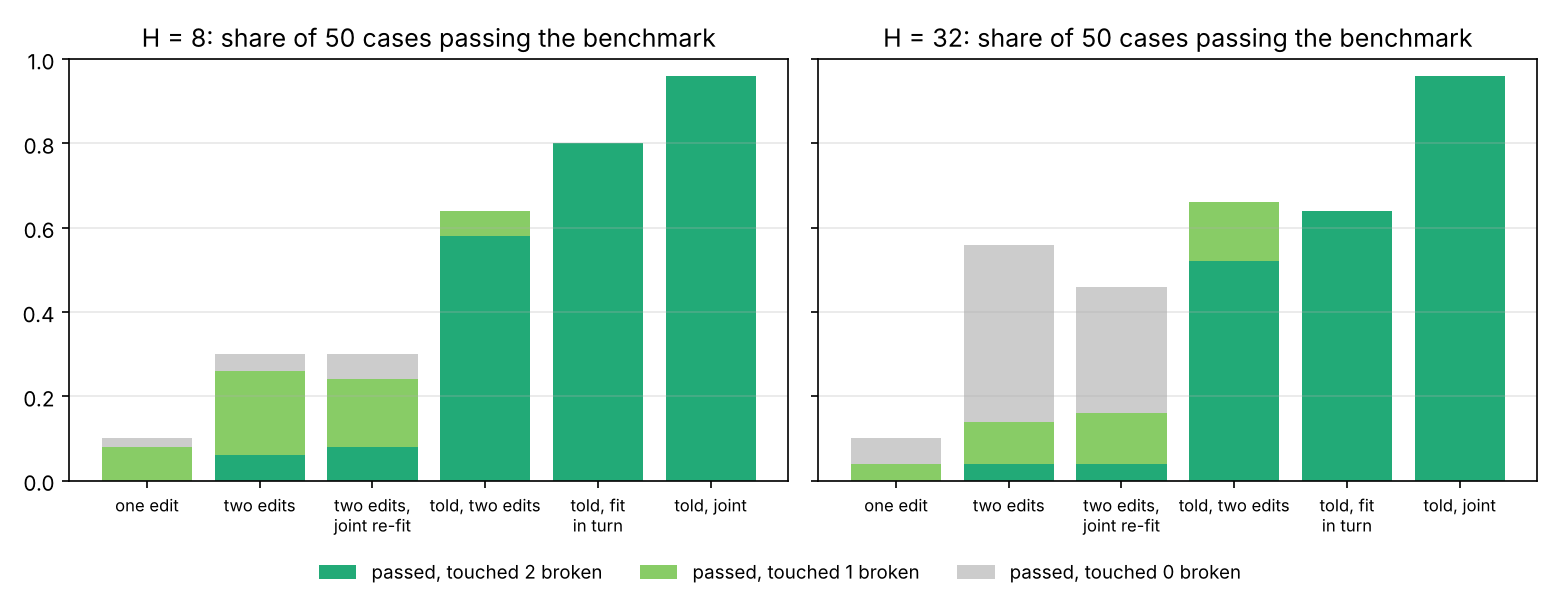 H = 8: share of 50 cases passing the benchmark
1.0
0.8
0.6
0.4
0.2
0.0
one edit
two edits
two edits,
joint re-fit
told, two edits
told, fit
in turn
told, joint
H = 32: share of 50 cases passing the benchmark
one edit
two edits
two edits,
joint re-fit
told, two edits
told, fit
in turn
told, joint
passed, touched 2 broken
passed, touched 1 broken
passed, touched 0 broken